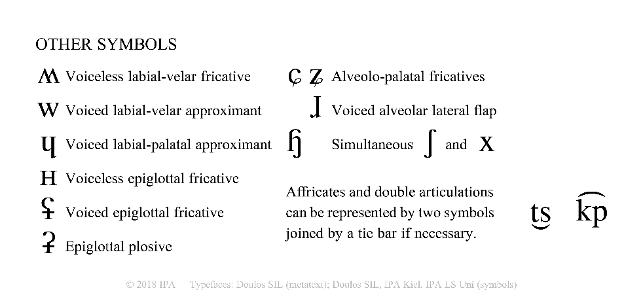 OTHER SYMBOLS
ʍ Voiceless labial-velar fricative
w Voiced labial-velar approximant
ɥ Voiced labial-palatal approximant
ʜ Voiceless epiglottal fricative
ʢ Voiced epiglottal fricative
ʡ Epiglottal plosive
ɕ ʑ Alveolo-palatal fricatives
ɺ Voiced alveolar lateral flap
ɧ Simultaneous ʃ and x
Affricates and double articulations
can be represented by two symbols
joined by a tie bar if necessary.
t͜s k͡p
© 2018 IPA Typefaces: Doulos SIL (metatext); Doulos SIL, IPA Kiel, IPA LS Uni (symbols)